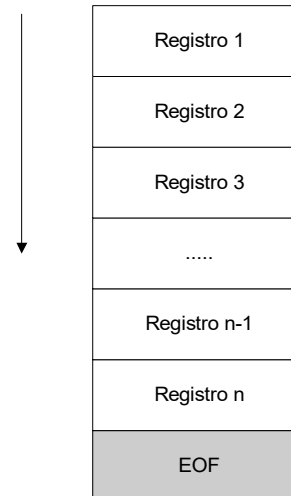 Registro 1
Registro 2
Registro 3
.....
Registro n-1
Registro n
EOF